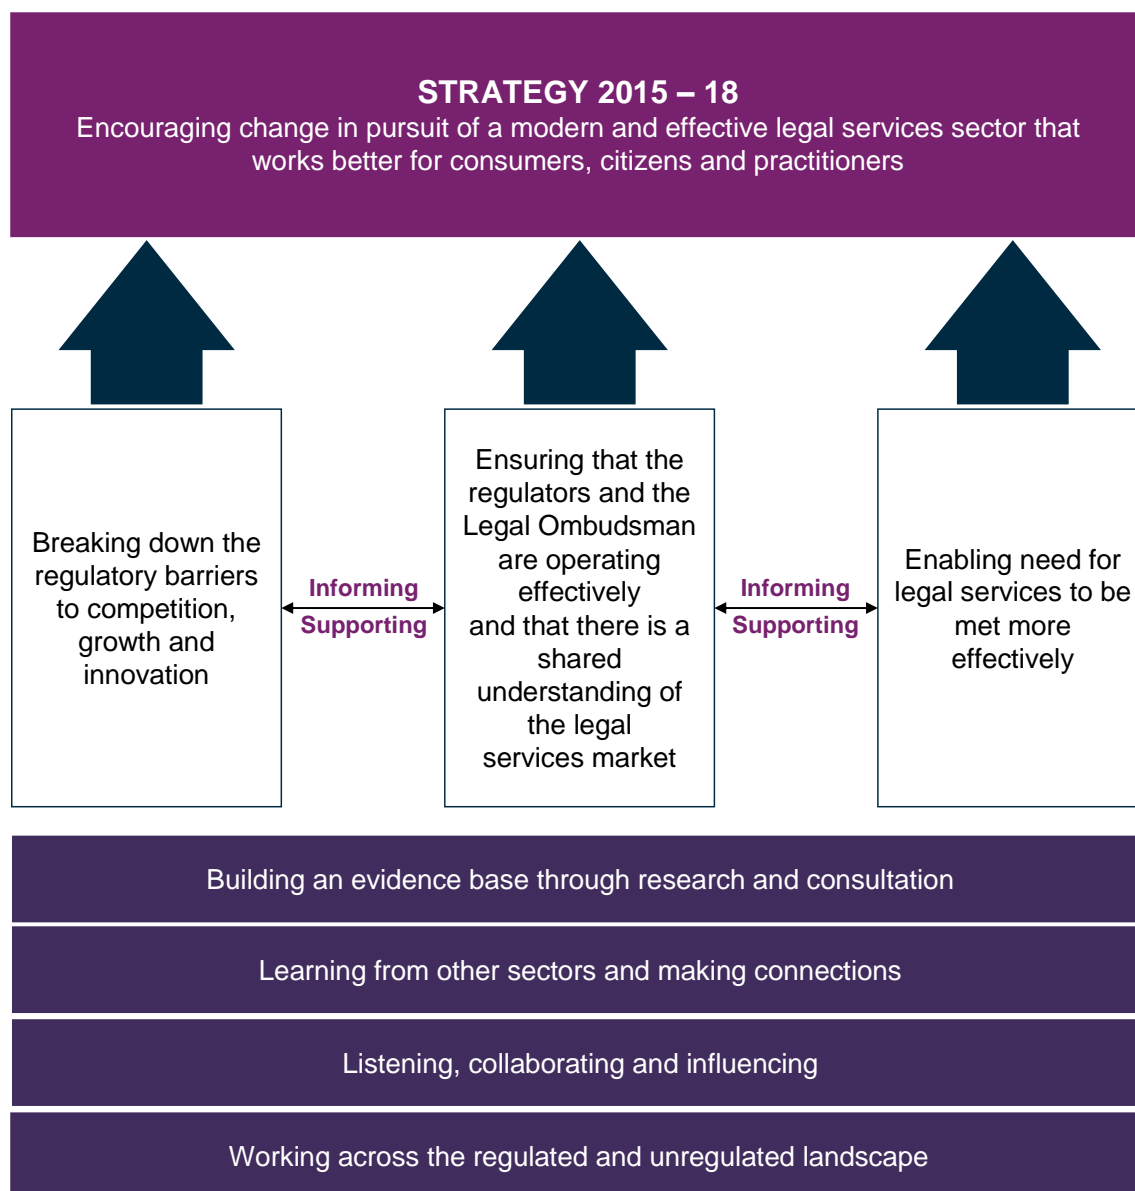 STRATEGY 2015 – 18
Encouraging change in pursuit of a modern and effective legal services sector that
works better for consumers, citizens and practitioners
Breaking down the
regulatory barriers
to competition,
growth and
innovation
Informing
Supporting
Ensuring that the
regulators and the
Legal Ombudsman
are operating
effectively
and that there is a
shared
understanding of
the legal
services market
Informing
Supporting
Enabling need for
legal services to be
met more
effectively
Building an evidence base through research and consultation
Learning from other sectors and making connections
Listening, collaborating and influencing
Working across the regulated and unregulated landscape